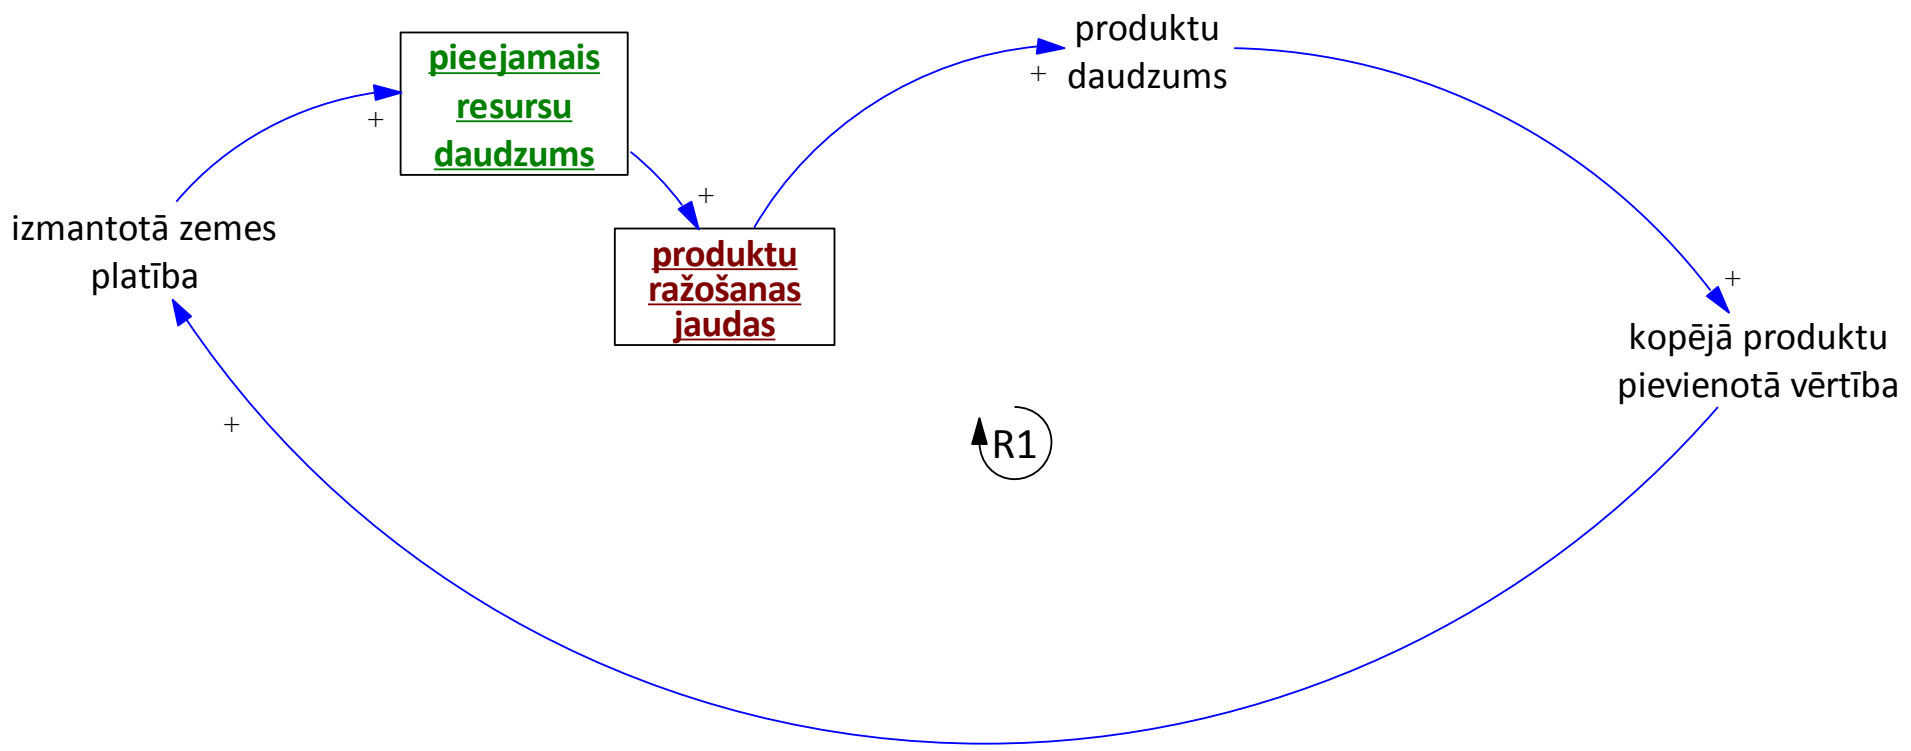 pieejamais
resursu
daudzums
+
izmantotā zemes
platība
+
produktu
ražošanas
jaudas
+
produktu
daudzums
+
kopējā produktu
pievienotā vērtība
+
R1